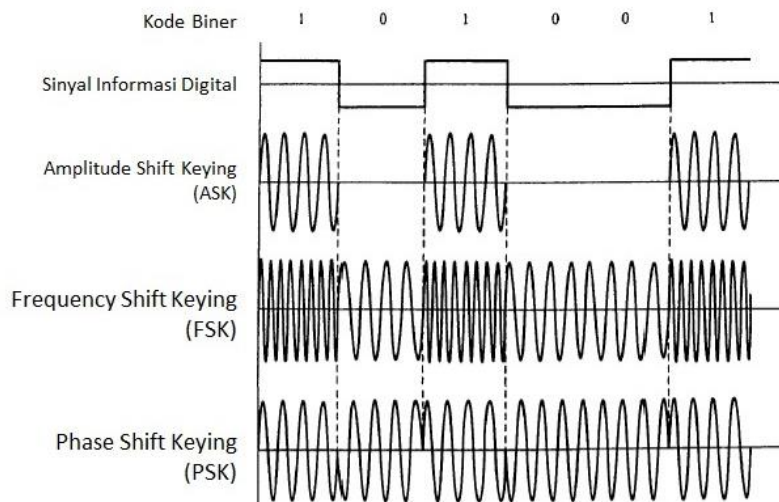 Kode Biner 1 0 1 0 0 1
Sinyal Informasi Digital
Amplitude Shift Keying
(ASK)
Frequency Shift Keying
(FSK)
Phase Shift Keying
(PSK)